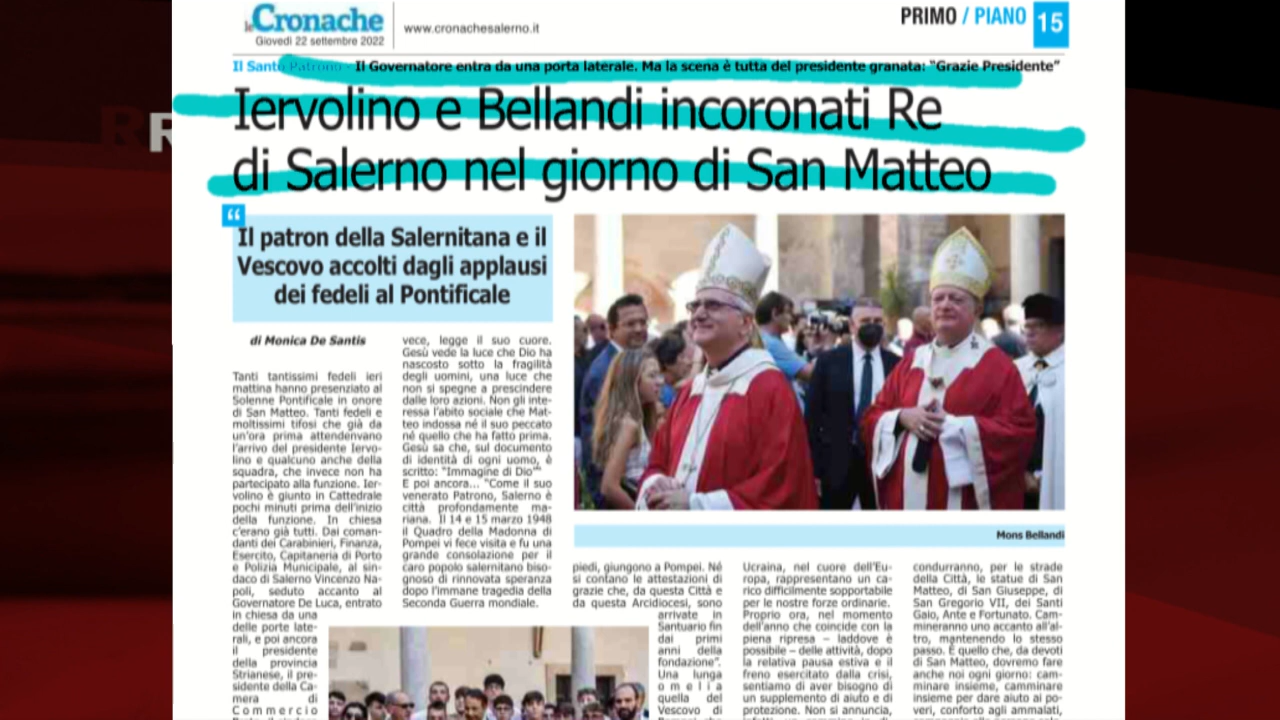 le Cronache
Giovedì 22 settembre 2022
www.cronachesalerno.it
PRIMO / PIANO 15
Il Santo Patrono - Il Governatore entra da una porta laterale. Ma la scena è tutta del presidente granata: “Grazie Presidente”
Iervolino e Bellandi incoronati Re
di Salerno nel giorno di San Matteo
“
Il patron della Salernitana e il
Vescovo accolti dagli applausi
dei fedeli al Pontificale
di Monica De Santis
Tanti tantissimi fedeli ieri
mattina hanno presenziato al
Solenne Pontificale in onore
di San Matteo. Tanti fedeli e
moltissimi tifosi che già da
un’ora prima attendenvano
l’arrivo del presidente Iervo-
lino e qualcuno anche della
squadra, che invece non ha
partecipato alla funzione. Ier-
volino è giunto in Cattedrale
pochi minuti prima dell’inizio
della funzione. In chiesa
c’erano già tutti. Dai coman-
danti dei Carabinieri, Finanza,
Esercito, Capitaneria di Porto
e Polizia Municipale, al sin-
daco di Salerno Vincenzo Na-
poli, seduto accanto al
Governatore De Luca, entrato
in chiesa da una
delle porte late-
rali, e poi ancora
il presidente
della provincia
Strianese, il pre-
sidente della Ca-
mera di
Commercio
vece, legge il suo cuore.
Gesù vede la luce che Dio ha
nascosto sotto la fragilità
degli uomini, una luce che
non si spegne a prescindere
dalle loro azioni. Non gli inte-
ressa l’abito sociale che Mat-
teo indossa né il suo peccato
né quello che ha fatto prima.
Gesù sa che, sul documento
di identità di ogni uomo, è
scritto: “Immagine di Dio”“
E poi ancora... “Come il suo
venerato Patrono, Salerno è
città profondamente ma-
riana. Il 14 e 15 marzo 1948
il Quadro della Madonna di
Pompei vi fece visita e fu una
grande consolazione per il
caro popolo salernitano biso-
gnoso di rinnovata speranza
dopo l’immane tragedia della
Seconda Guerra mondiale.
Mons Bellandi
piedi, giungono a Pompei. Né
si contano le attestazioni di
grazie che, da questa Città e
da questa Arcidiocesi, sono
arrivate in
Santuario fin
dai primi
anni della
fondazione”.
Una lunga
omelia
quella del
Vescovo di
Ucraina, nel cuore dell’Eu-
ropa, rappresentano un ca-
rico difficilmente sopportabile
per le nostre forze ordinarie.
Proprio ora, nel momento
dell’anno che coincide con la
piena ripresa – laddove è
possibile – delle attività, dopo
la relativa pausa estiva e il
freno esercitato dalla crisi,
sentiamo di aver bisogno di
un supplemento di aiuto e di
protezione. Non si annuncia,
condurranno, per le strade
della Città, le statue di San
Matteo, di San Giuseppe, di
San Gregorio VII, dei Santi
Gaio, Ante e Fortunato. Cam-
mineranno uno accanto all’al-
tro, mantenendo lo stesso
passo. È quello che, da devoti
di San Matteo, dovremo fare
anche noi ogni giorno: cam-
minare insieme, camminare
insieme per dare aiuto ai po-
veri, conforto agli ammalati,